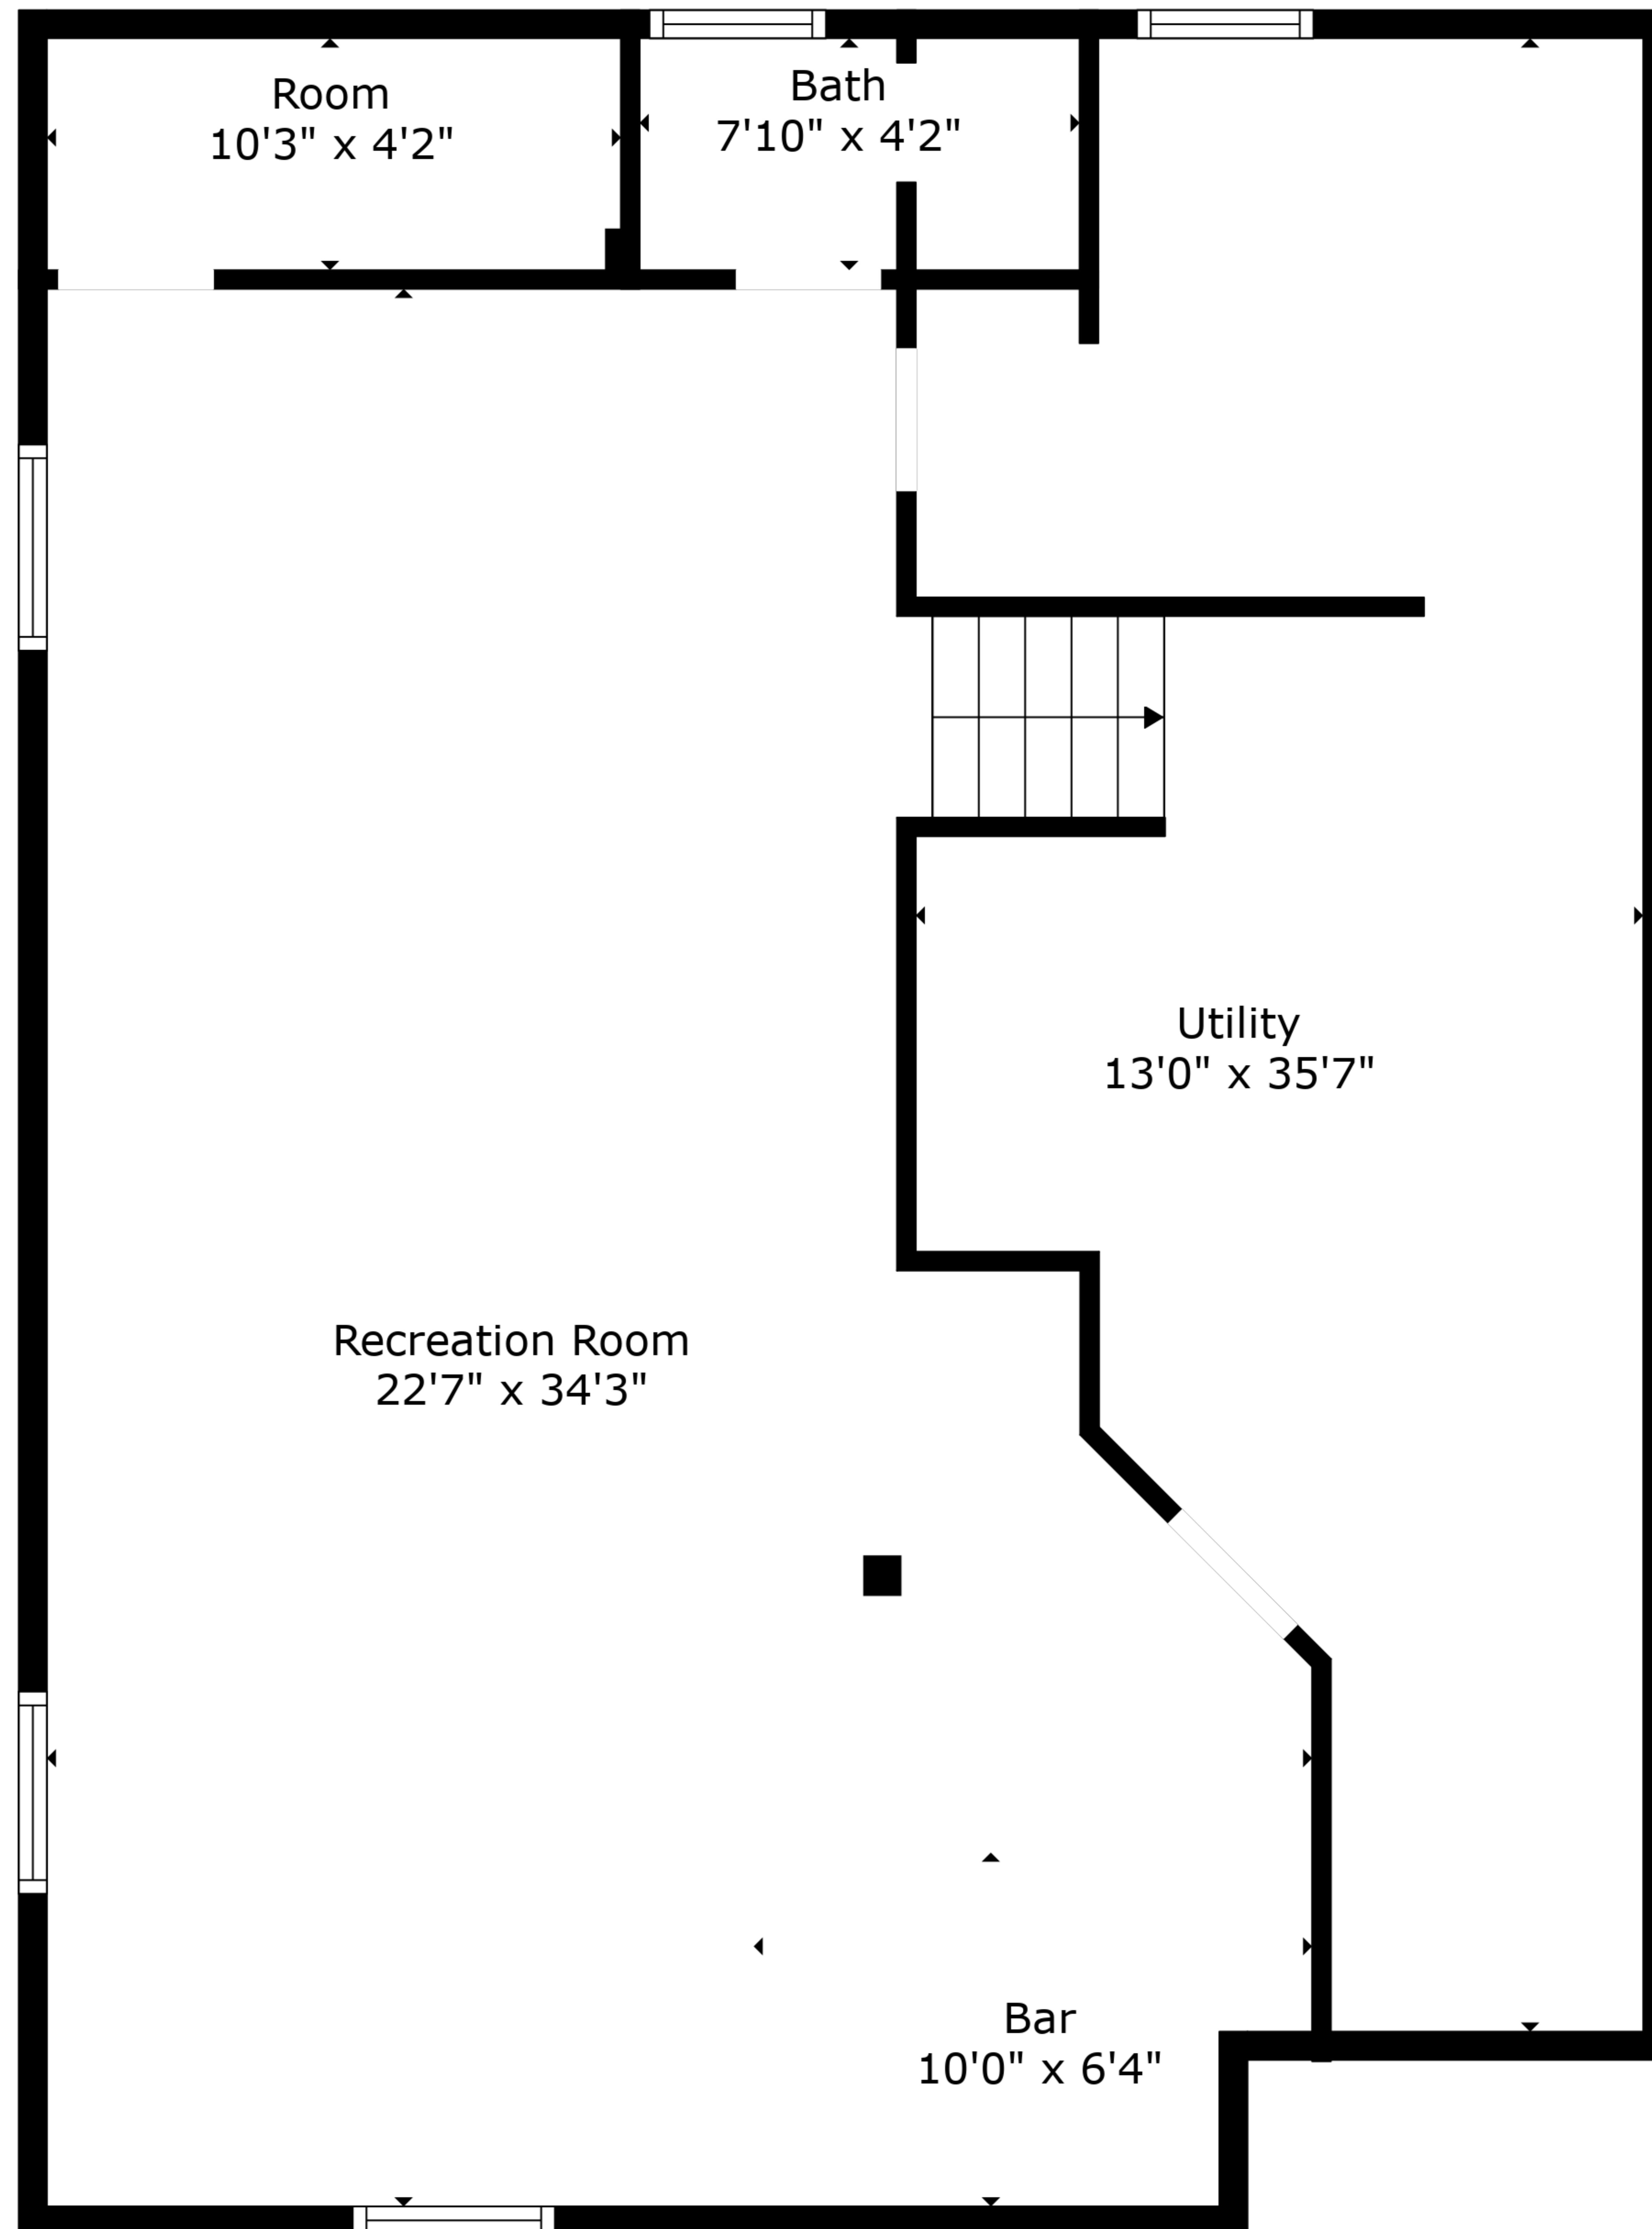 Room
10'3" x 4'2"
Bath
7'10" x 4'2"
Utility
13'0" x 35'7"
Recreation Room
22'7" x 34'3"
Bar
10'0" x 6'4"